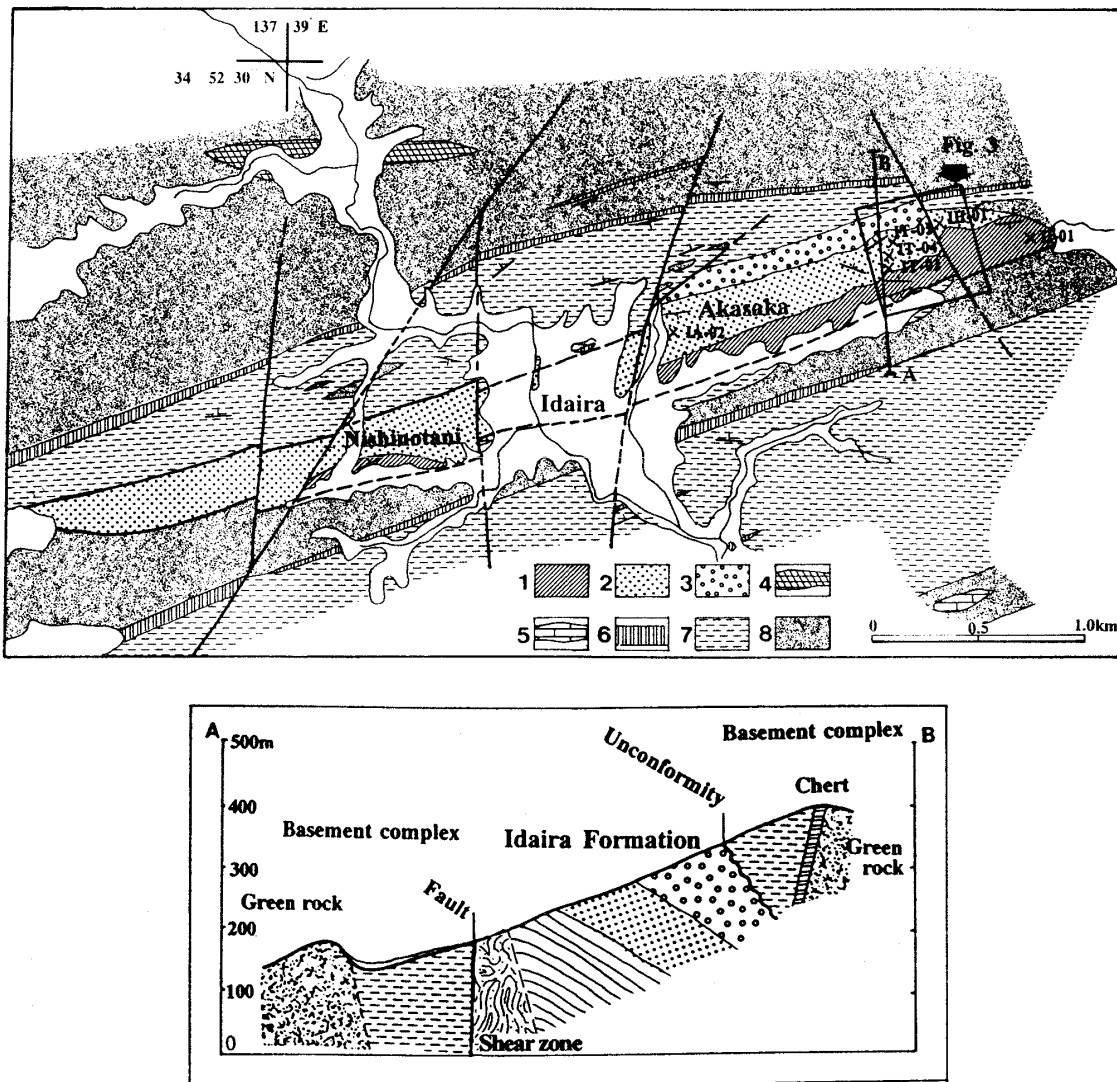 137 39' E
34 52 30" N
Fig. 3
B
IA-02
Akasaka
Idaira
Nishinotani
A
1 2 3 4
5 6 7 8
0 0.5 1.0km
A 500m
400
300
200
100
0
Basement complex
Green rock
Fault
Shear zone
Idaira Formation
Unconformity
Basement complex
B
Chert
Green
rock